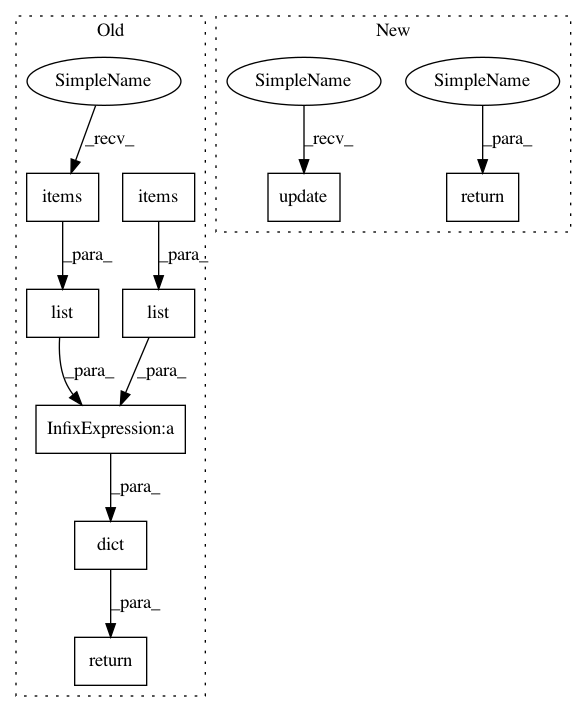 Old
New
SimpleName
SimpleName
SimpleName
_recv_
_recv_
_para_
items
items
update
return
_para_
_para_
list
list
_para_
_para_
InfixExpression:a
_para_
dict
_para_
return